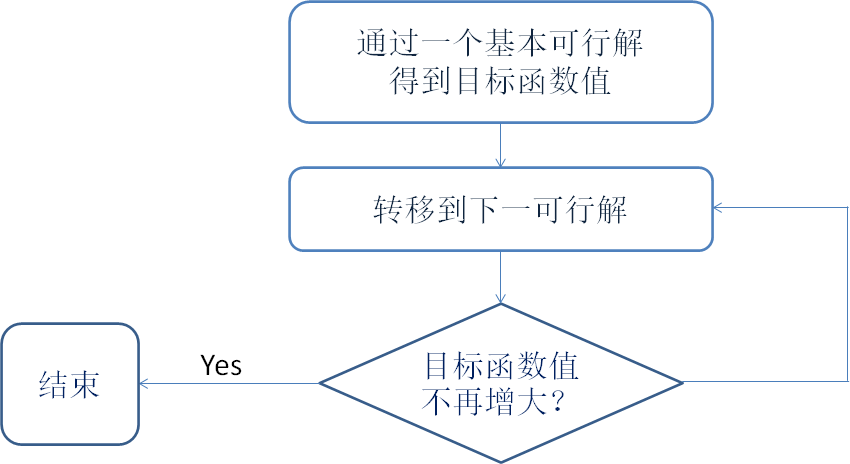 通过一个基本可行解
得到目标函数值
转移到下一可行解
目标函数值
不再增大?
Yes
结束